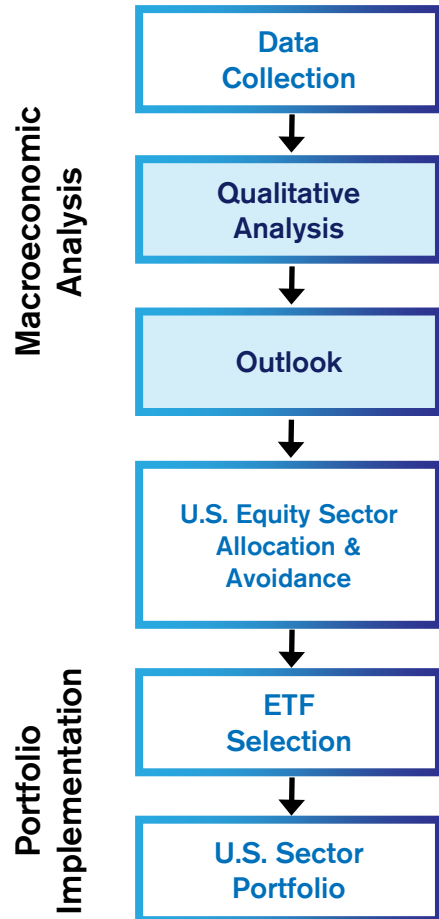 Macroeconomic
Analysis
Data
Collection
Qualitative
Analysis
Outlook
U.S. Equity Sector
Allocation &
Avoidance
Portfolio
Implementation
ETF
Selection
U.S. Sector
Portfolio